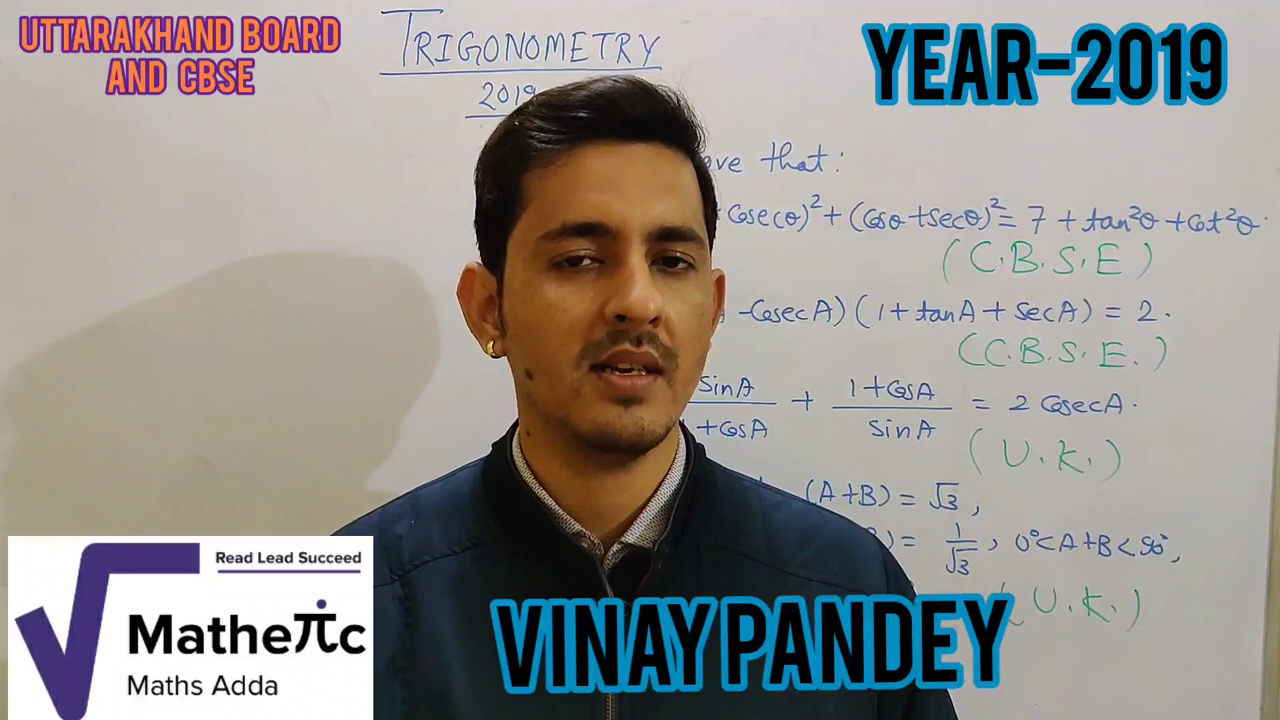 UTTARAKHAND BOARD
AND CBSE
YEAR-2019
TRIGONOMETRY
2019
that:
Cosecθ)² + (Cosθ + Secθ)² = 7 + tan²θ + Cot²θ.
(C.B.S.E)
-CosecA) (1 + tanA + SecA) = 2.
(C.B.S.E.)
SinA / 1+CosA + 1+CosA / SinA = 2 CosecA.
(U.K.)
(A+B) = √3,
) = 1/√3, 0°<A+B<90°,
(U.K.)
Read Lead Succeed
Matheπc
Maths Adda
VINAY PANDEY